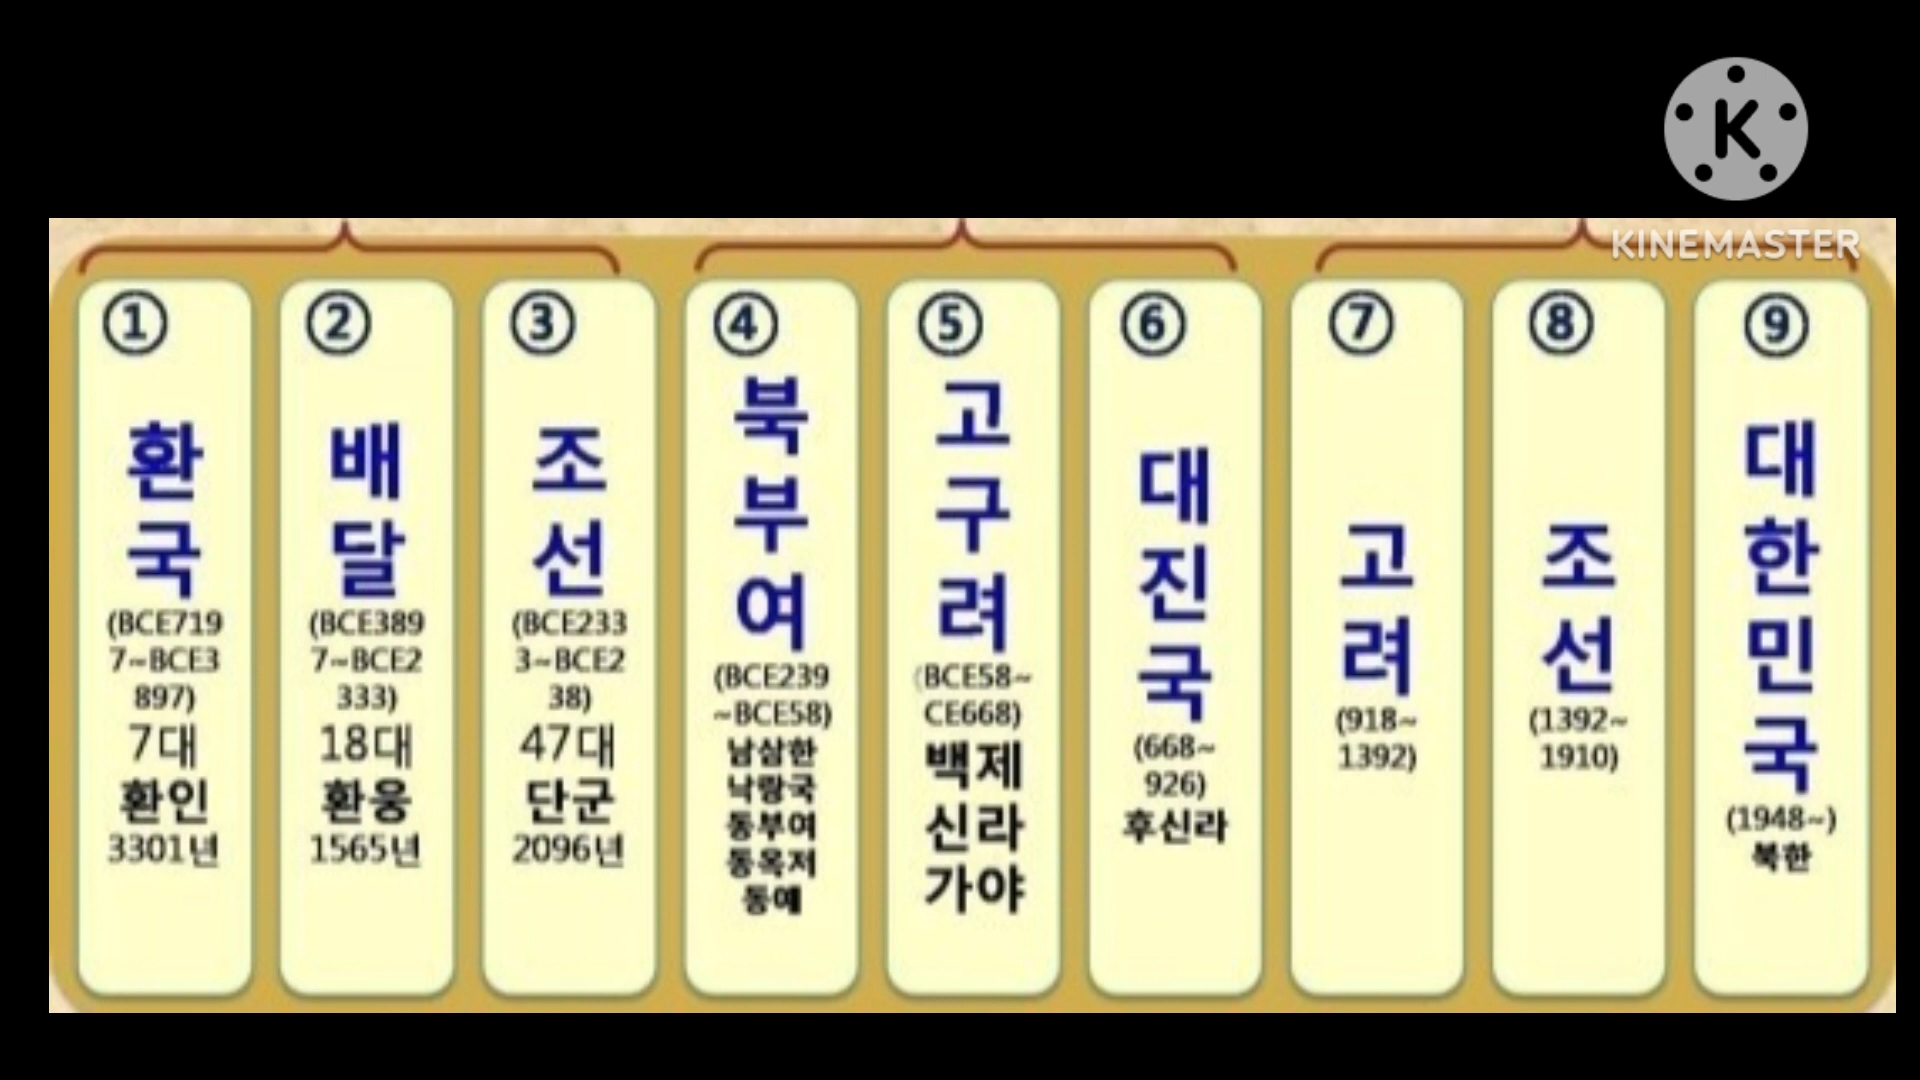 K
KINEMASTER
①
환
국
(BCE719
7~BCE3
897)
7대
환인
3301년
②
배
달
(BCE389
7~BCE2
333)
18대
환웅
1565년
③
조
선
(BCE233
3~BCE2
38)
47대
단군
2096년
④
북
부
여
(BCE239
~BCE58)
남삼한
낙랑국
동부여
동옥저
동예
⑤
고
구
려
(BCE58~
CE668)
백제
신라
가야
⑥
대
진
국
(668~
926)
후신라
⑦
고
려
(918~
1392)
⑧
조
선
(1392~
1910)
⑨
대
한
민
국
(1948~)
북한